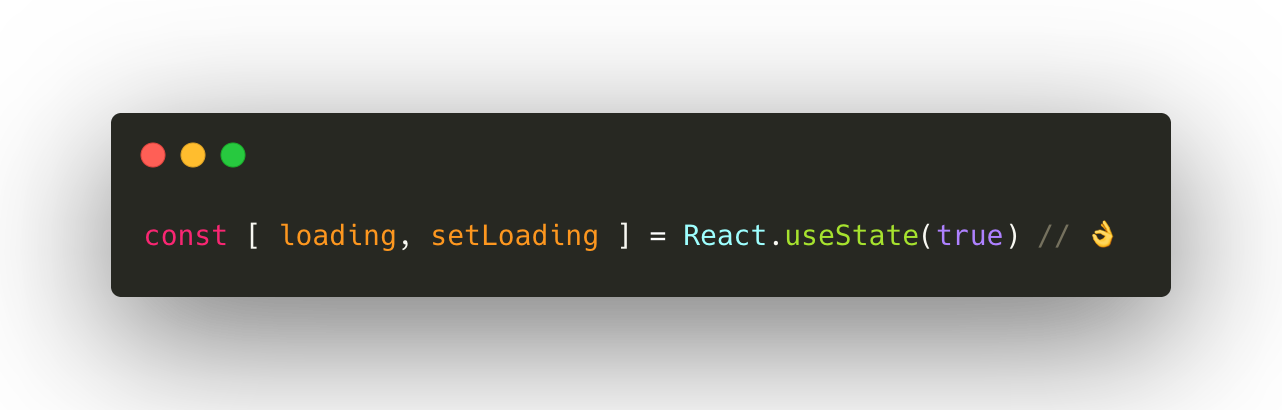 const [ loading, setLoading ] = React.useState(true) // 👌